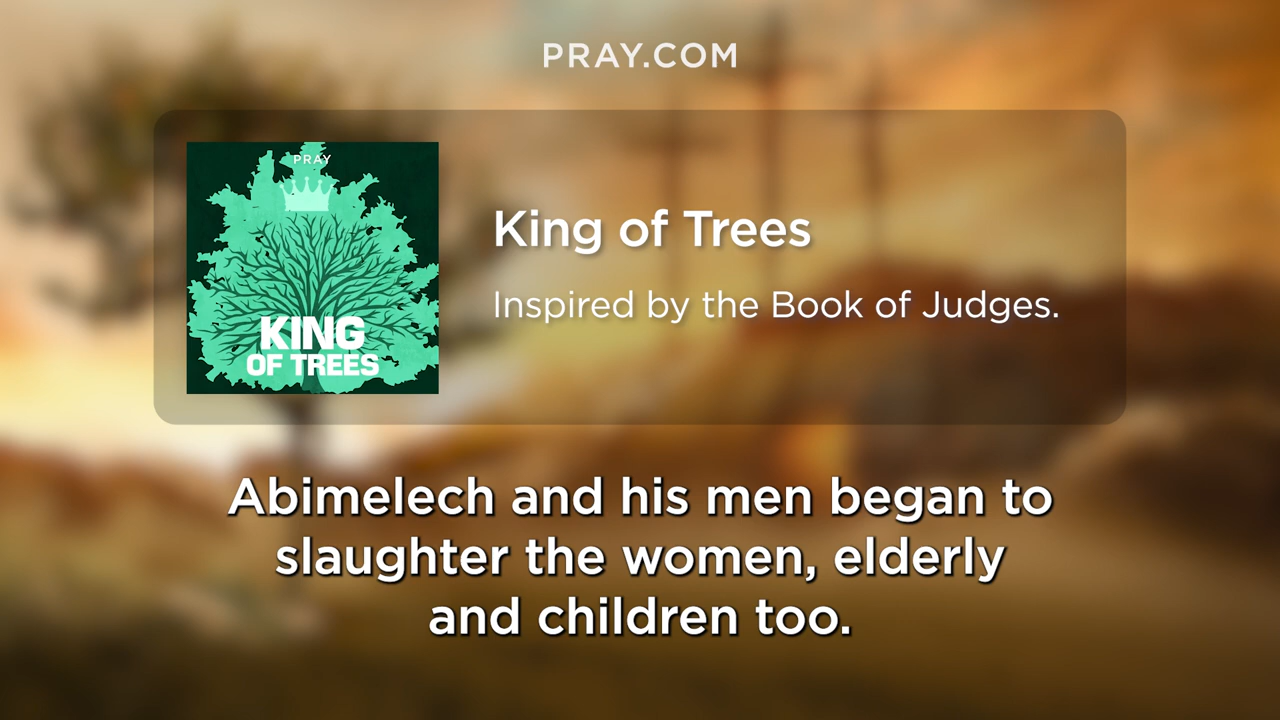 PRAY.COM
PRAY
KING
OF TREES
King of Trees
Inspired by the Book of Judges.
Abimelech and his men began to
slaughter the women, elderly
and children too.